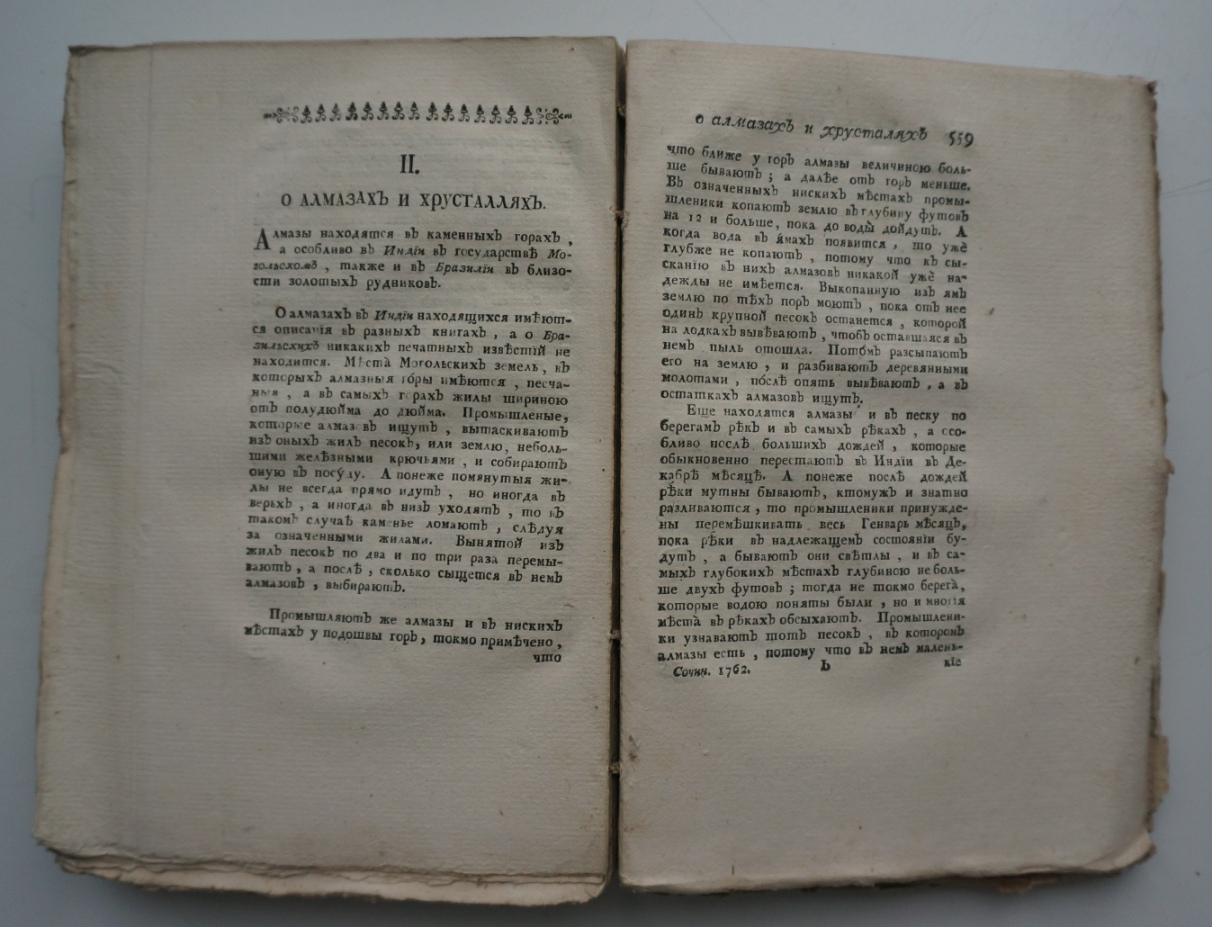 II.
О АЛМАЗАХЪ И ХРУСТАЛЛЯХЪ.
Алмазы находятся въ каменныхъ горахъ ,
а особливо въ Индіи въ государствѣ Мо-
гольскомъ , также и въ Бразиліи въ близо-
сти золотыхъ рудниковъ.
О алмазахъ въ Индіи находящихся имѣют-
ся описанія въ разныхъ книгахъ , а о Бра-
зильскихъ никакихъ печатныхъ извѣстій не
находится. Мѣста̀ Могольскихъ земель , въ
которыхъ алмазныя го́ры имѣются , песча-
ныя , а въ самыхъ горахъ жилы шириною
отъ полудюйма до дюйма. Промышленые,
которые алмазовъ ищутъ , вытаскиваютъ
изъ оныхъ жилъ песокъ, или землю, неболь-
шими желѣзными крючьями , и собираютъ
оную въ посу́ду. А понеже помянутыя жи-
лы не всегда прямо идутъ , но иногда въ
верьхъ , а иногда въ низъ уходятъ , то въ
такомъ случаѣ каменье ломаютъ , слѣдуя
за означенными жилами. Вынятой изъ
жилъ песокъ по два и по три раза перемы-
ваютъ , а послѣ , сколько сыщется въ немъ
алмазовъ , выбираютъ.
Промышляютъ же алмазы и въ нискихъ
мѣстахъ у подошвы горъ, токмо примѣчено ,
что
о алмазахъ и хрусталяхъ 559
что ближе у горъ алмазы величиною боль-
ше бываютъ ; а далѣе отъ горъ меньше.
Въ означенныхъ нискихъ мѣстахъ промы-
шленики копаютъ землю въ глубину футовъ
на 12 и больше, пока до воды̀ дойдутъ. А
когда вода въ я́махъ появится , то ужѐ
глубже не копаютъ , потому что къ сы-
сканію въ нихъ алмазовъ никакой ужѐ на-
дежды не имѣется. Выкопанную изъ ямъ
землю по тѣхъ поръ моютъ , пока отъ нее
одинъ крупной песокъ останется , которой
на лодкахъ вывѣваютъ , чтобъ оставшаяся въ
немъ пыль отошла. Пото́мъ разсыпаютъ
его на землю , и разбиваютъ деревянными
молотами , по́слѣ опять вывѣваютъ , а въ
остаткахъ алмазовъ ищутъ.
Еще находятся алмазы и въ песку по
берегамъ рѣкъ и въ самыхъ рѣкахъ , а осо-
бливо послѣ большихъ дождей , которые
обыкновенно перестаютъ въ Индіи въ Де-
кабрѣ мѣсяцѣ. А понеже послѣ дождей
рѣки мутны бываютъ, ктомужъ и знатно
разливаются , то промышленики принужде-
ны перемѣшкивать весь Генварь мѣсяцъ,
пока рѣки въ надлежащемъ состояніи бу-
дутъ , а бываютъ они свѣтлы , и въ са-
мыхъ глубокихъ мѣстахъ глубиною не боль-
ше двухъ футовъ ; тогда не токмо берега̀,
которые водою поняты были , но и многія
мѣста̀ въ рѣкахъ обсыхаютъ. Промышлени-
ки узнаваютъ тотъ песокъ , въ которомъ
алмазы есть , потому что въ немъ малень-
Сочин. 1762. Ь кіе